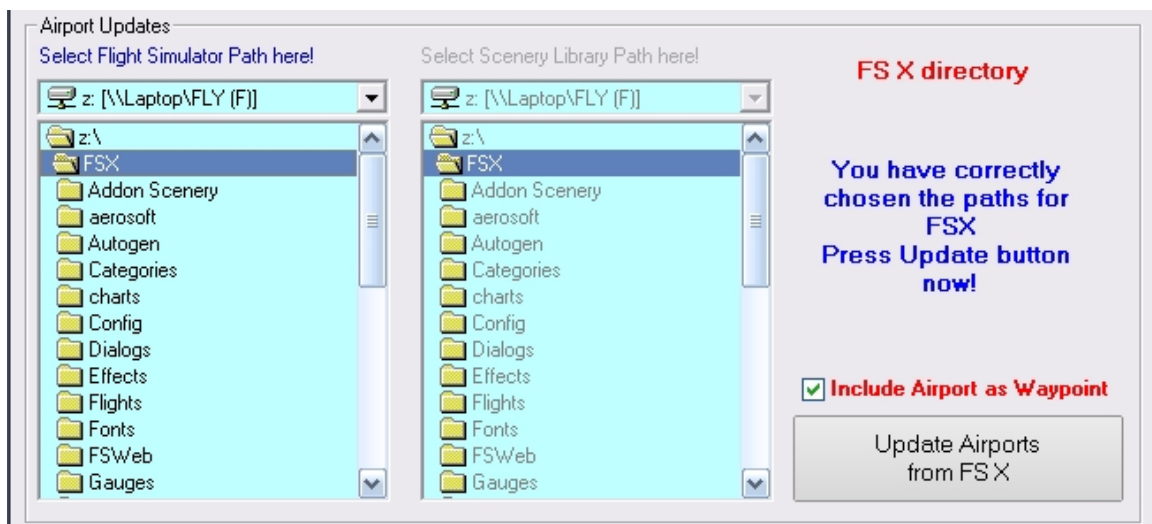 Airport Updates
Select Flight Simulator Path here!
z: [\\Laptop\FLY (F)]
z:\
FSX
Addon Scenery
aerosoft
Autogen
Categories
charts
Config
Dialogs
Effects
Flights
Fonts
FSWeb
Gauges
Select Scenery Library Path here!
z: [\\Laptop\FLY (F)]
z:\
FSX
Addon Scenery
aerosoft
Autogen
Categories
charts
Config
Dialogs
Effects
Flights
Fonts
FSWeb
Gauges
FS X directory
You have correctly
chosen the paths for
FSX
Press Update button
now!
Include Airport as Waypoint
Update Airports
from FS X